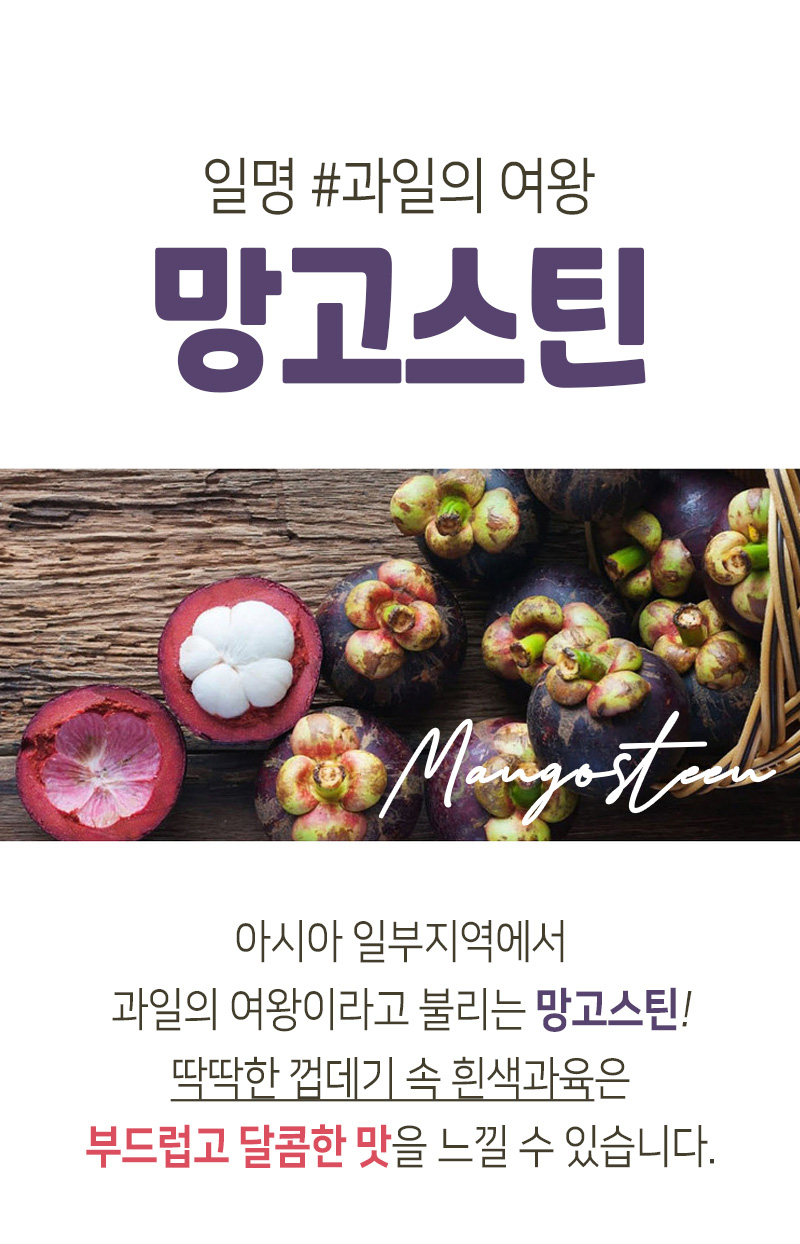 일명 #과일의 여왕
망고스틴
Mangosteen
아시아 일부지역에서
과일의 여왕이라고 불리는 망고스틴!
딱딱한 껍데기 속 흰색과육은
부드럽고 달콤한 맛을 느낄 수 있습니다.